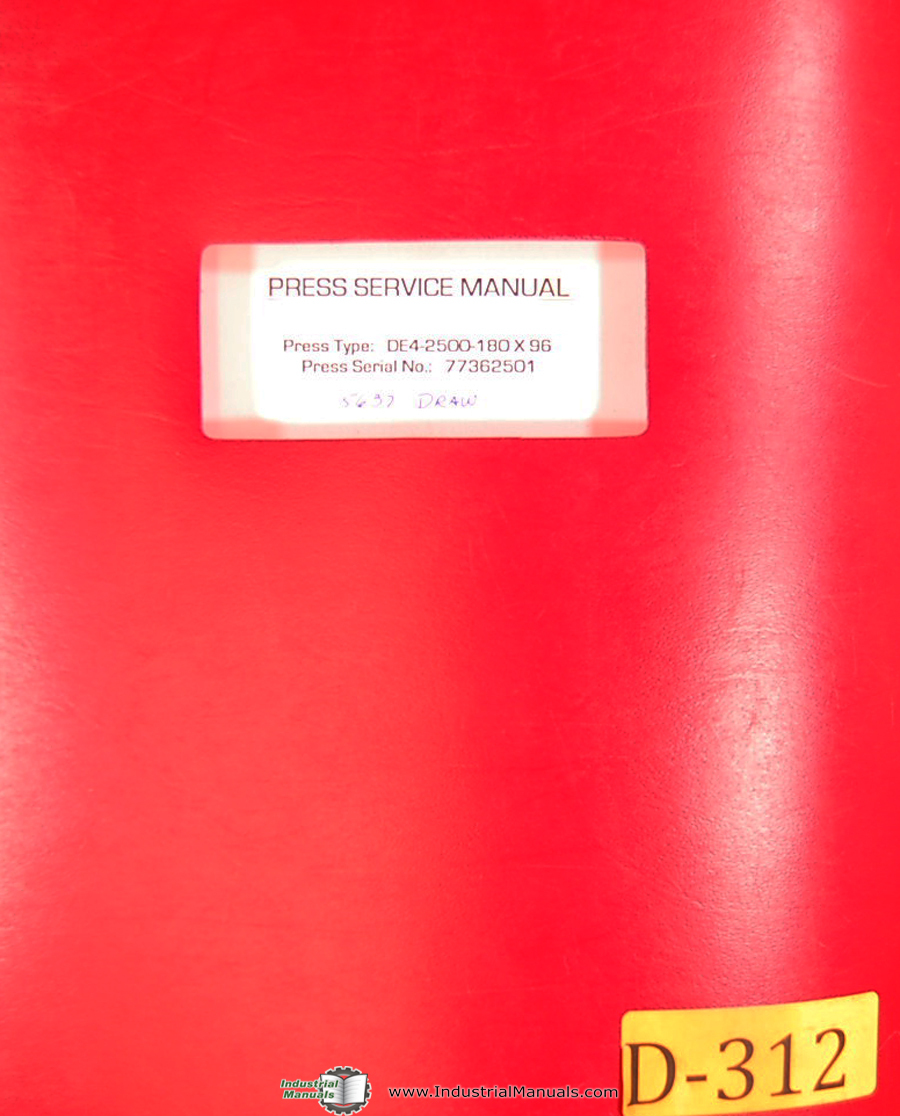 PRESS SERVICE MANUAL
Press Type: DE4-2500-180 X 96
Press Serial No.: 77362501
5637 DRAW
D-312
Industrial
Manuals
www.IndustrialManuals.com